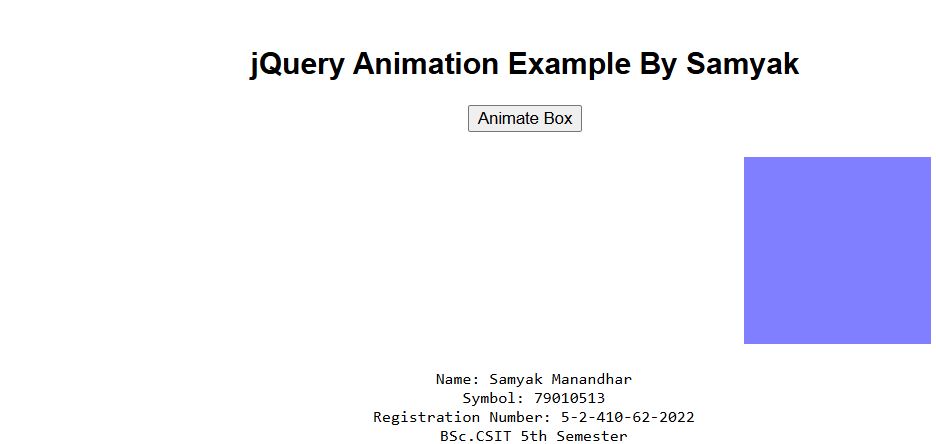 jQuery Animation Example By Samyak
Animate Box
Name: Samyak Manandhar
Symbol: 79010513
Registration Number: 5-2-410-62-2022
BSc.CSIT 5th Semester